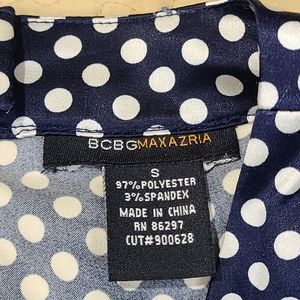 BCBGMAXAZRIA
S
97%POLYESTER
3%SPANDEX
MADE IN CHINA
RN 86297
CUT#900628